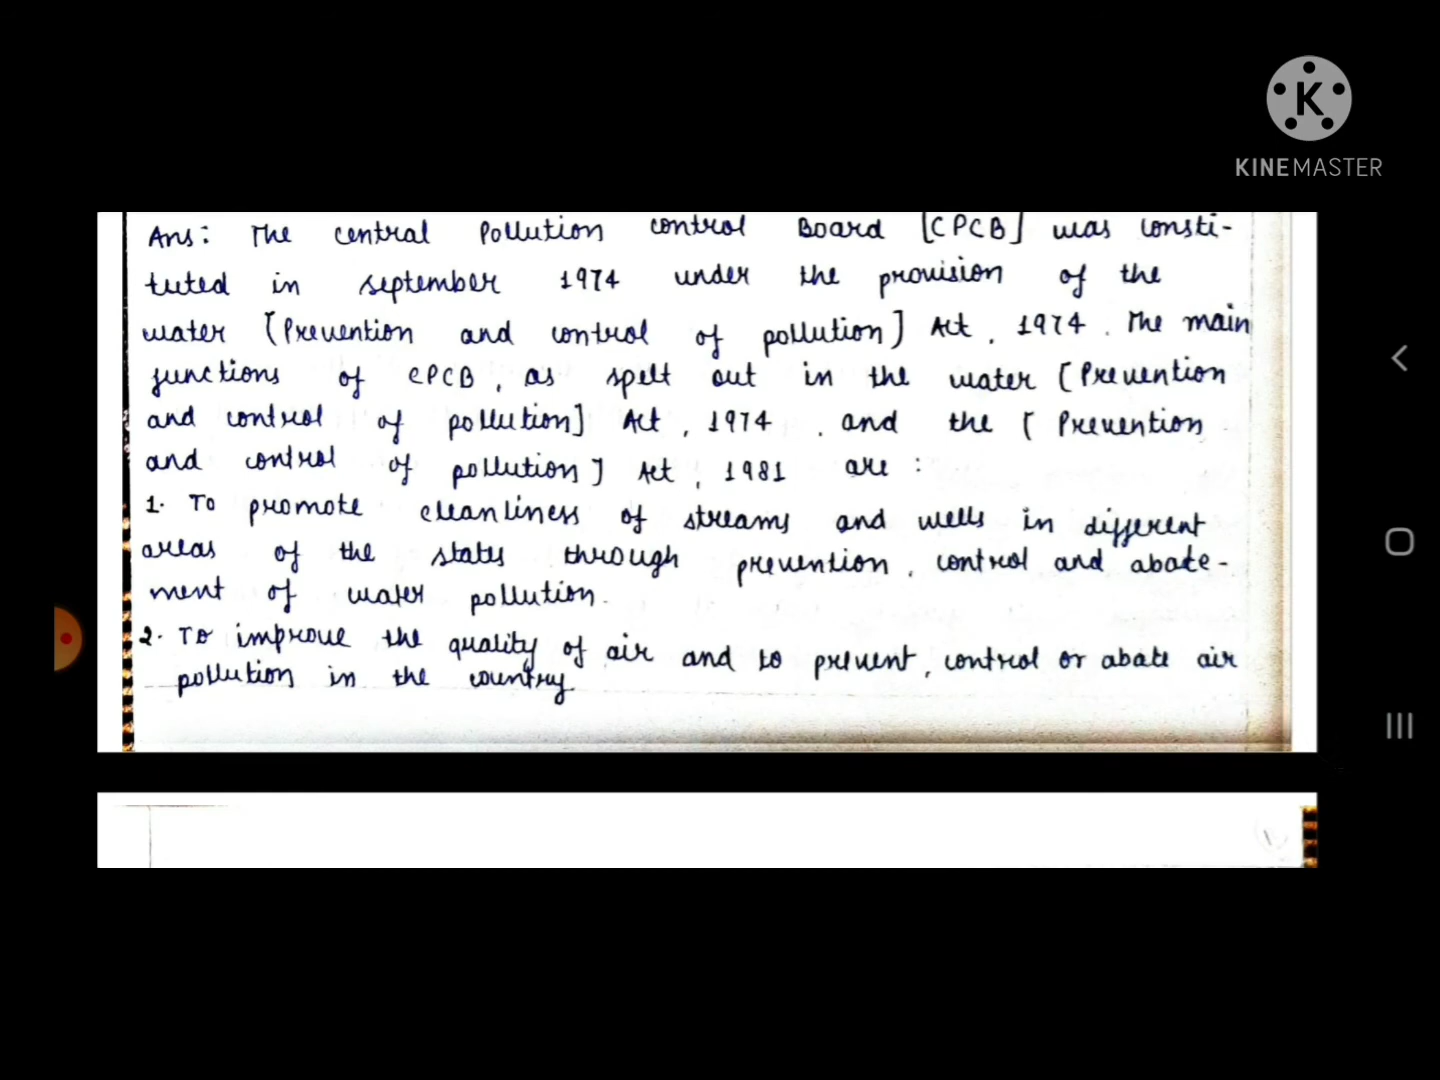 K
KINEMASTER
Ans: The central Pollution control Board [CPCB] was consti-
tuted in september 1974 under the provision of the
water [Prevention and control of pollution] Act, 1974. The main
functions of CPCB, as spelt out in the water [Prevention
and control of pollution] Act, 1974, and the [Prevention
and control of pollution] Act, 1981 are:
1. To promote cleanliness of streams and wells in different
areas of the states through prevention, control and abate-
ment of water pollution.
2. To improve the quality of air and to prevent, control or abate air
pollution in the country.